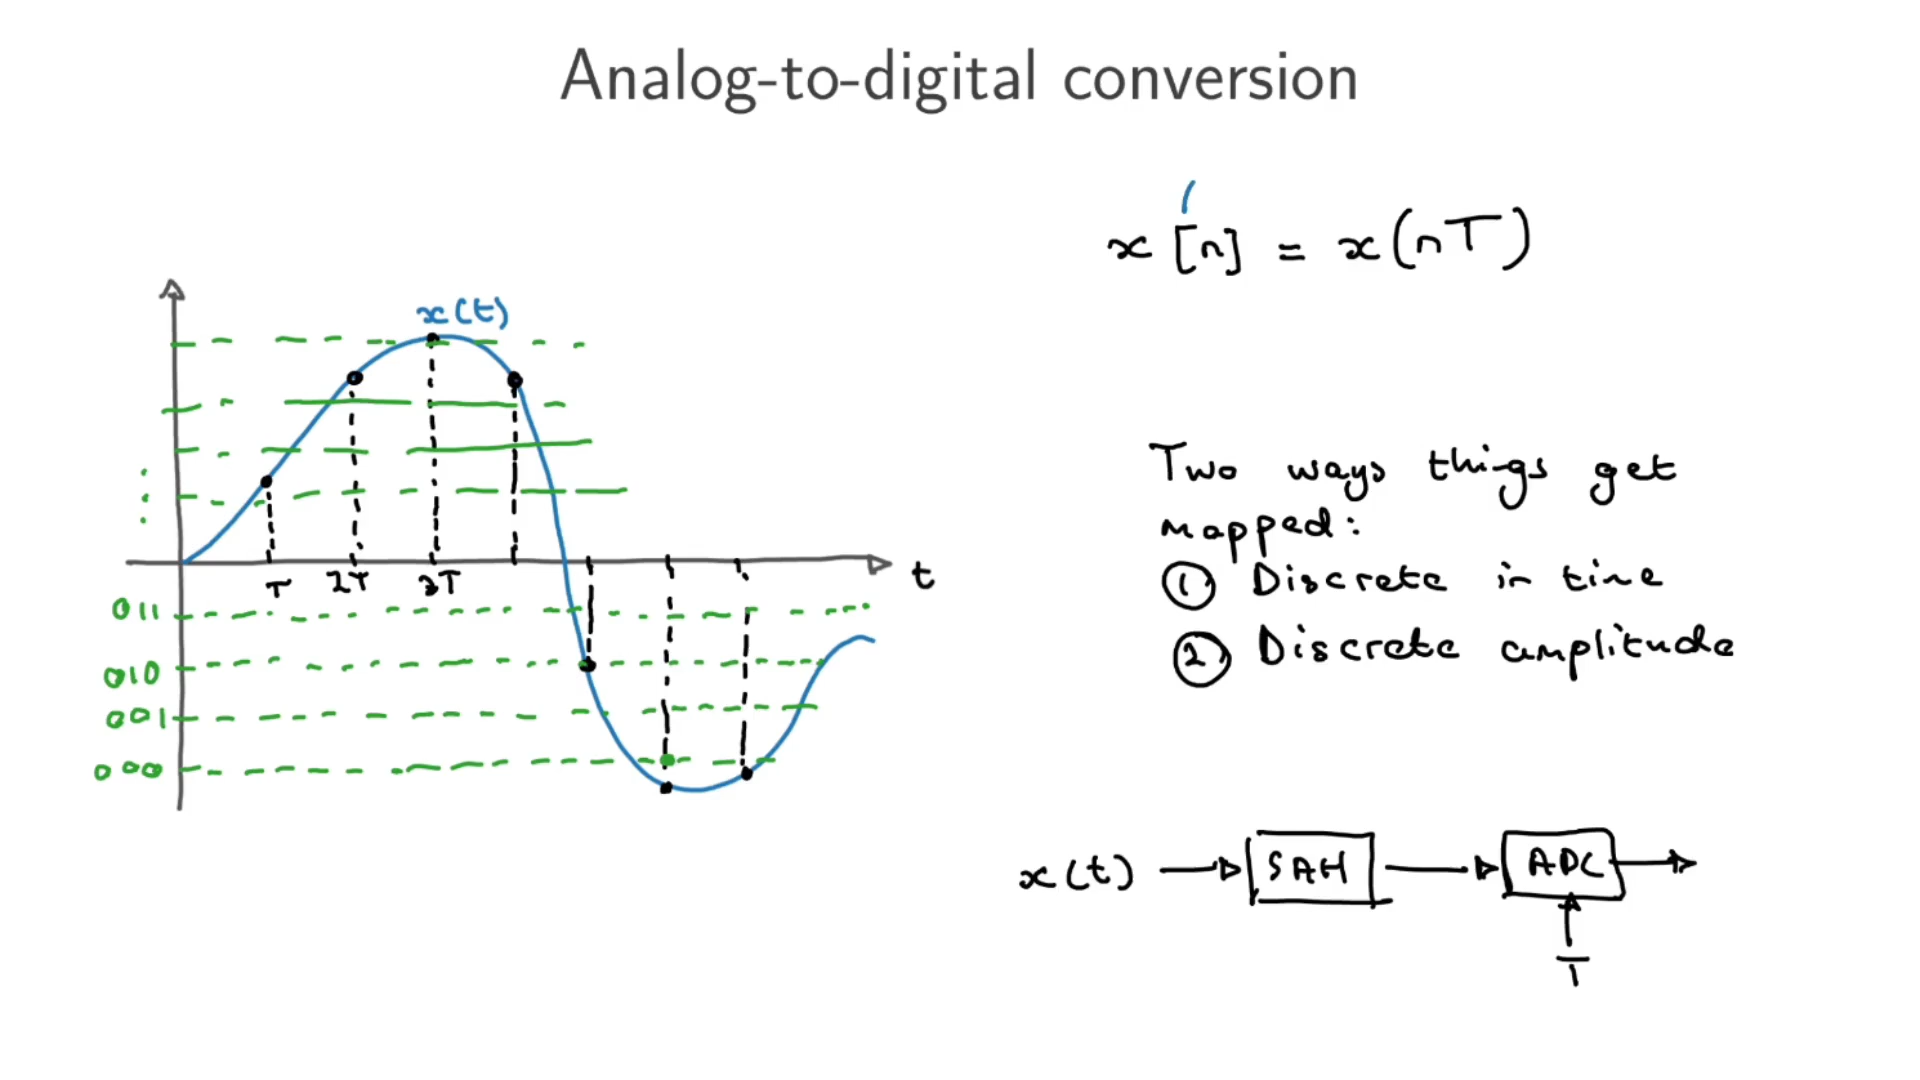 Analog-to-digital conversion
x[n] = x(nT)
x(t)
T 2T 3T
t
011
010
001
000
Two ways things get
mapped:
① Discrete in time
② Discrete amplitude
x(t) SAH ADC
T